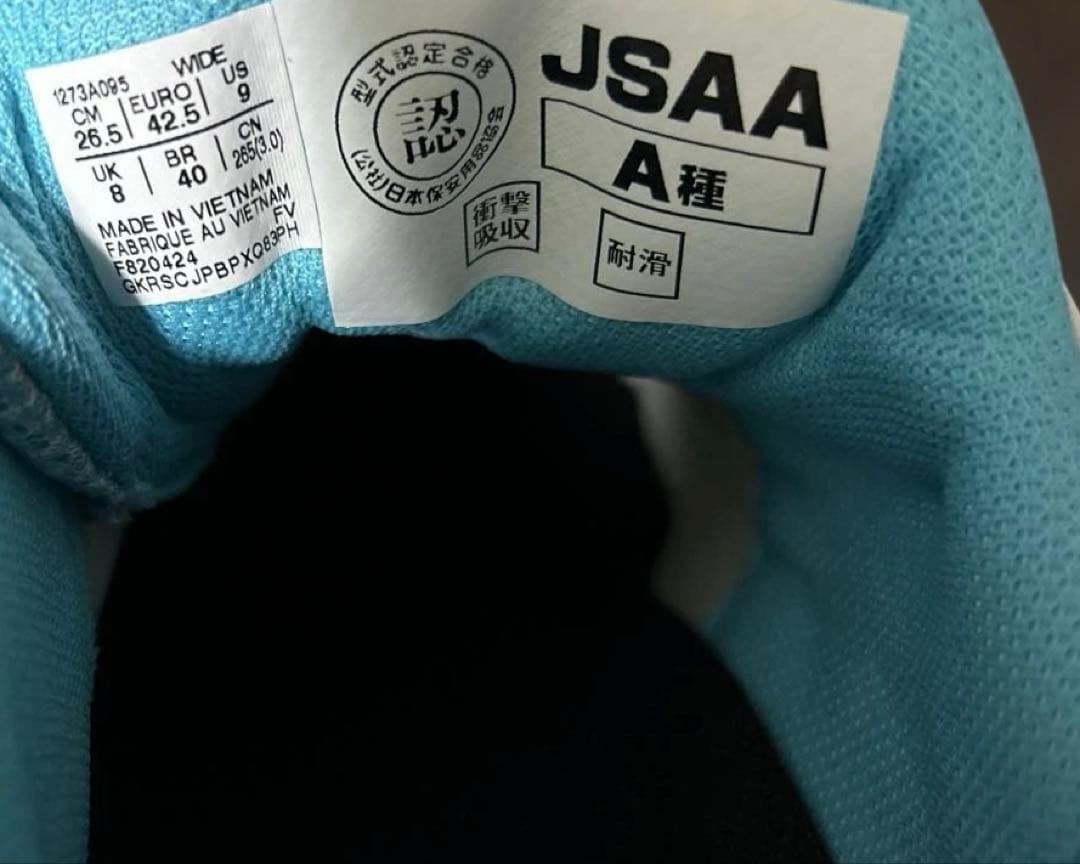 1273A095 WIDE
CM EURO US
26.5 42.5 9
UK BR CN
8 40 265(3.0)
MADE IN VIETNAM
FABRIQUE AU VIETNAM
F820424 FV
GKRSCJPBPXQ83PH
型式認定合格
認
(公社)日本保安用品協会
JSAA
A種
衝撃
吸収
耐滑